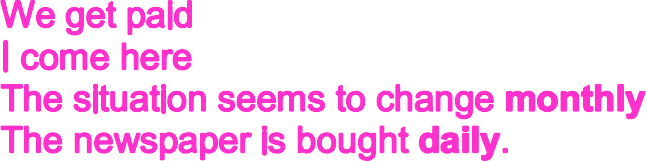 We get paid
I come here
The situation seems to change monthly
The newspaper is bought daily.